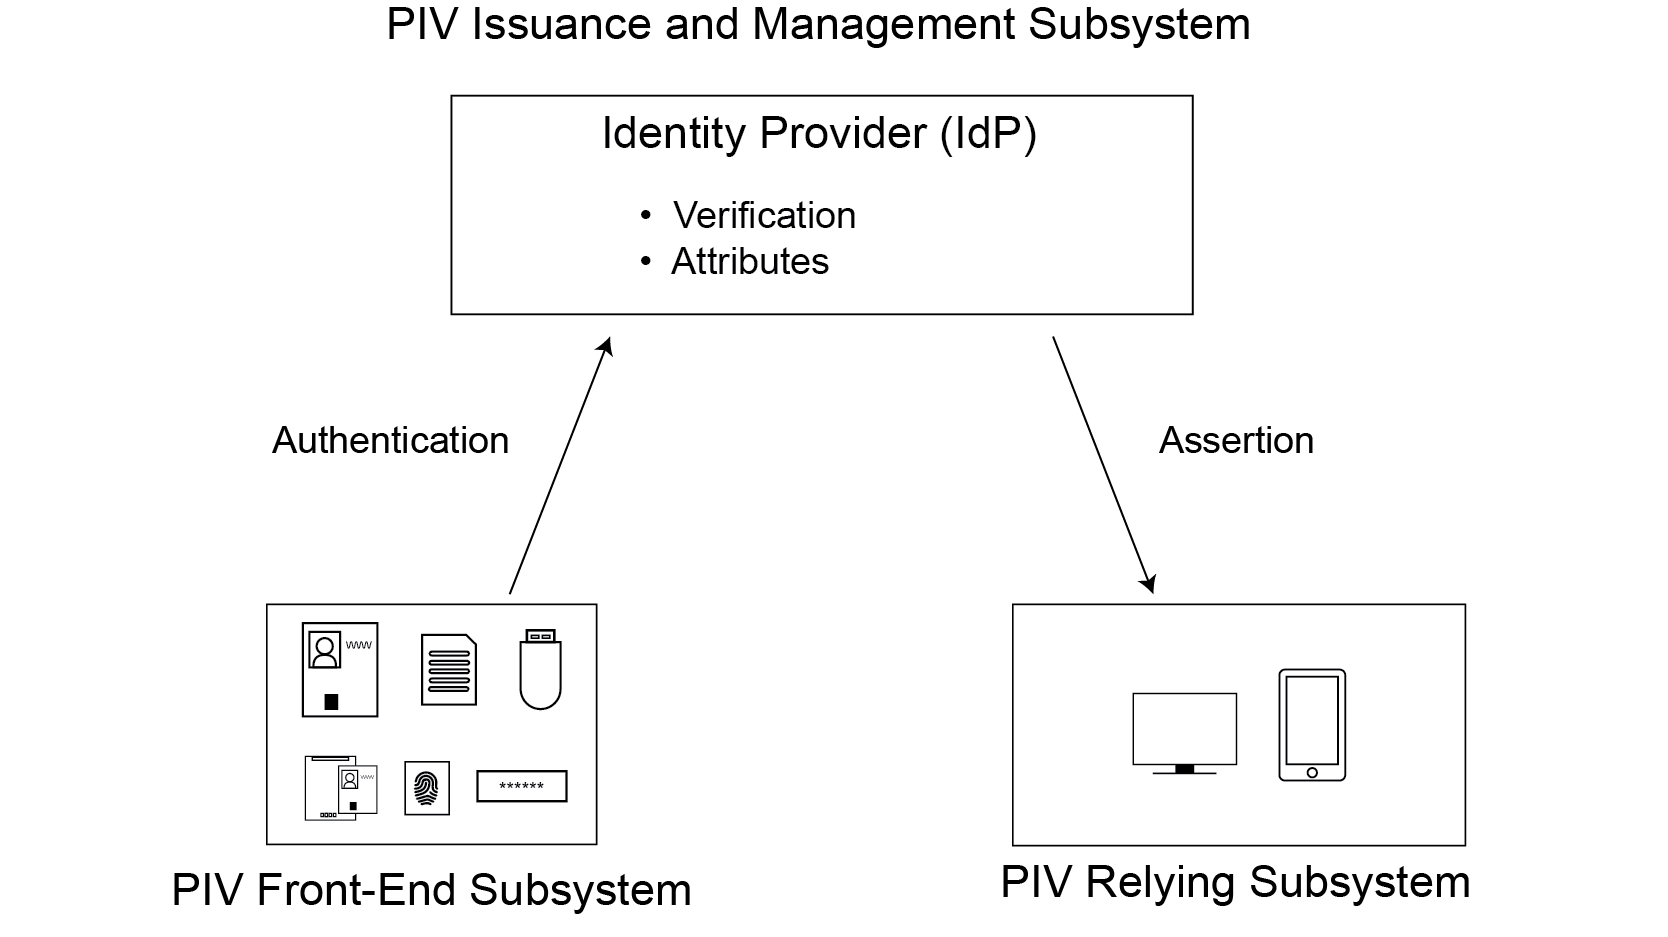 PIV Issuance and Management Subsystem
Identity Provider (IdP)
• Verification
• Attributes
Authentication
Assertion
******
PIV Front-End Subsystem
PIV Relying Subsystem